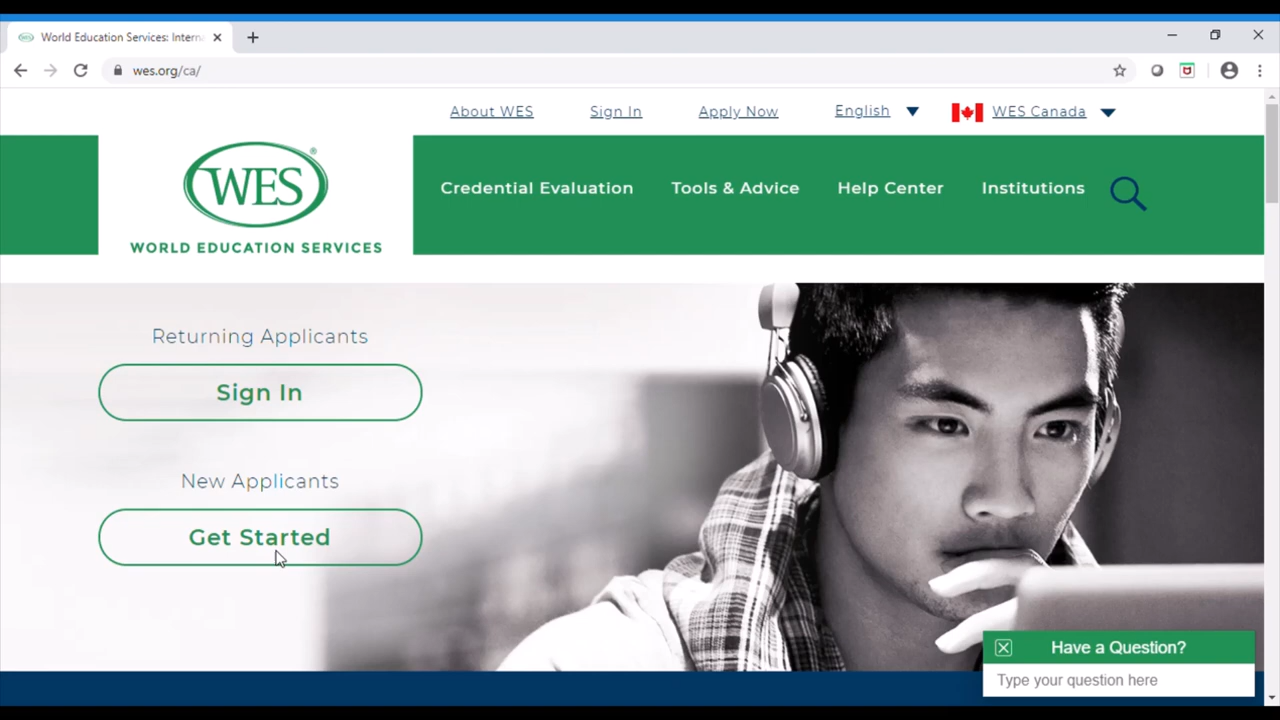 World Education Services: Intern
wes.org/ca/
About WES
Sign In
Apply Now
English
WES Canada
WES®
WORLD EDUCATION SERVICES
Credential Evaluation
Tools & Advice
Help Center
Institutions
Returning Applicants
Sign In
New Applicants
Get Started
Have a Question?
Type your question here